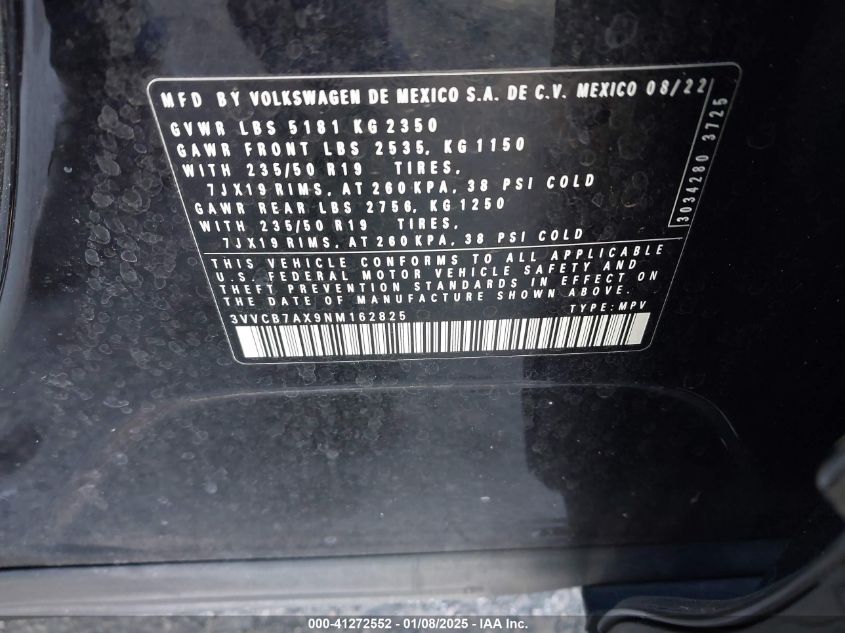 MFD BY VOLKSWAGEN DE MEXICO S.A. DE C.V. MEXICO 08/22
GVWR LBS 5181 KG 2350
GAWR FRONT LBS 2535, KG 1150
WITH 235/50 R19 TIRES,
7JX19 RIMS, AT 260 KPA, 38 PSI COLD
GAWR REAR LBS 2756, KG 1250
WITH 235/50 R19 TIRES,
7JX19 RIMS, AT 260 KPA, 38 PSI COLD
3034280 3725
THIS VEHICLE CONFORMS TO ALL APPLICABLE
U.S. FEDERAL MOTOR VEHICLE SAFETY AND
THEFT PREVENTION STANDARDS IN EFFECT ON
THE DATE OF MANUFACTURE SHOWN ABOVE.
3VVCB7AX9NM162825 TYPE: MPV
000-41272552 | 01/08/2025 | IAA Inc.